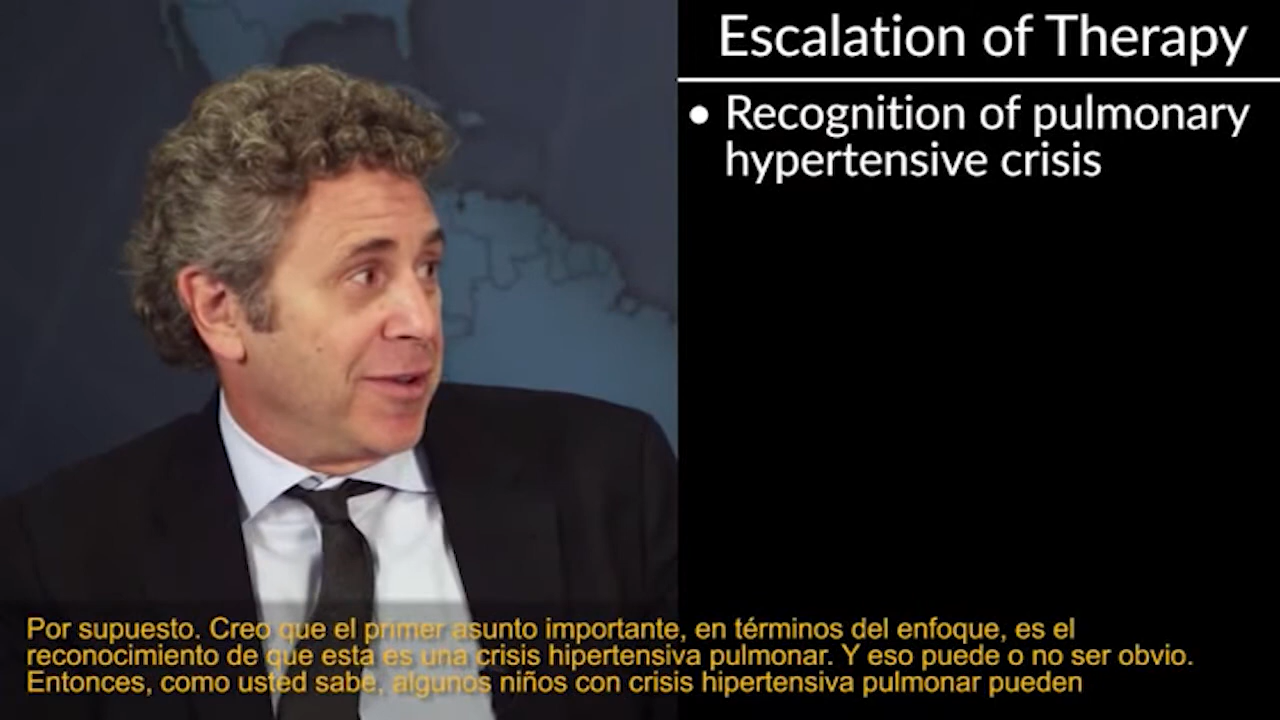 Escalation of Therapy
• Recognition of pulmonary
hypertensive crisis
Por supuesto. Creo que el primer asunto importante, en términos del enfoque, es el
reconocimiento de que esta es una crisis hipertensiva pulmonar. Y eso puede o no ser obvio.
Entonces, como usted sabe, algunos niños con crisis hipertensiva pulmonar pueden